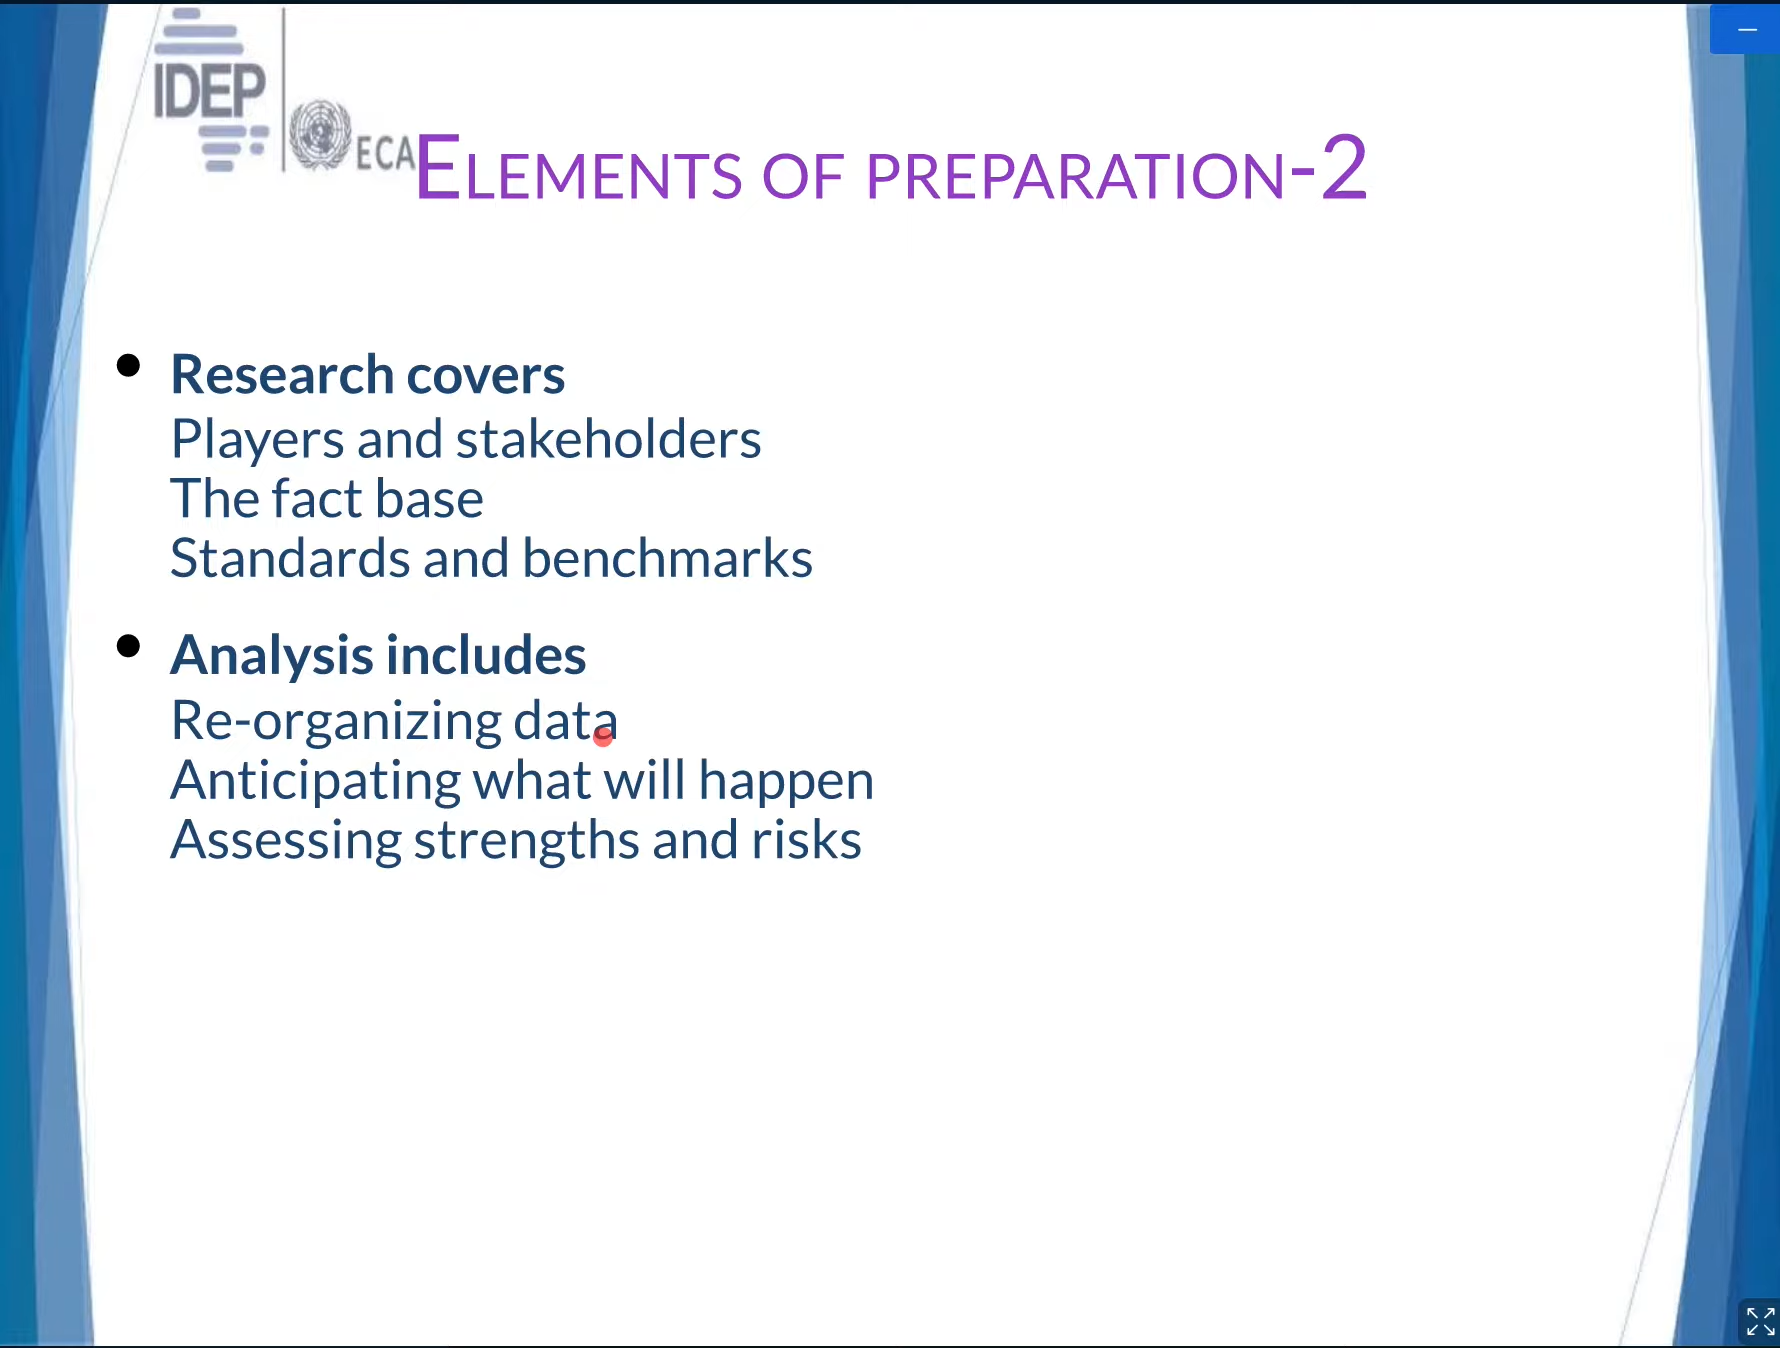 IDEP
ECA
Elements of preparation-2
• Research covers
Players and stakeholders
The fact base
Standards and benchmarks
• Analysis includes
Re-organizing data
Anticipating what will happen
Assessing strengths and risks